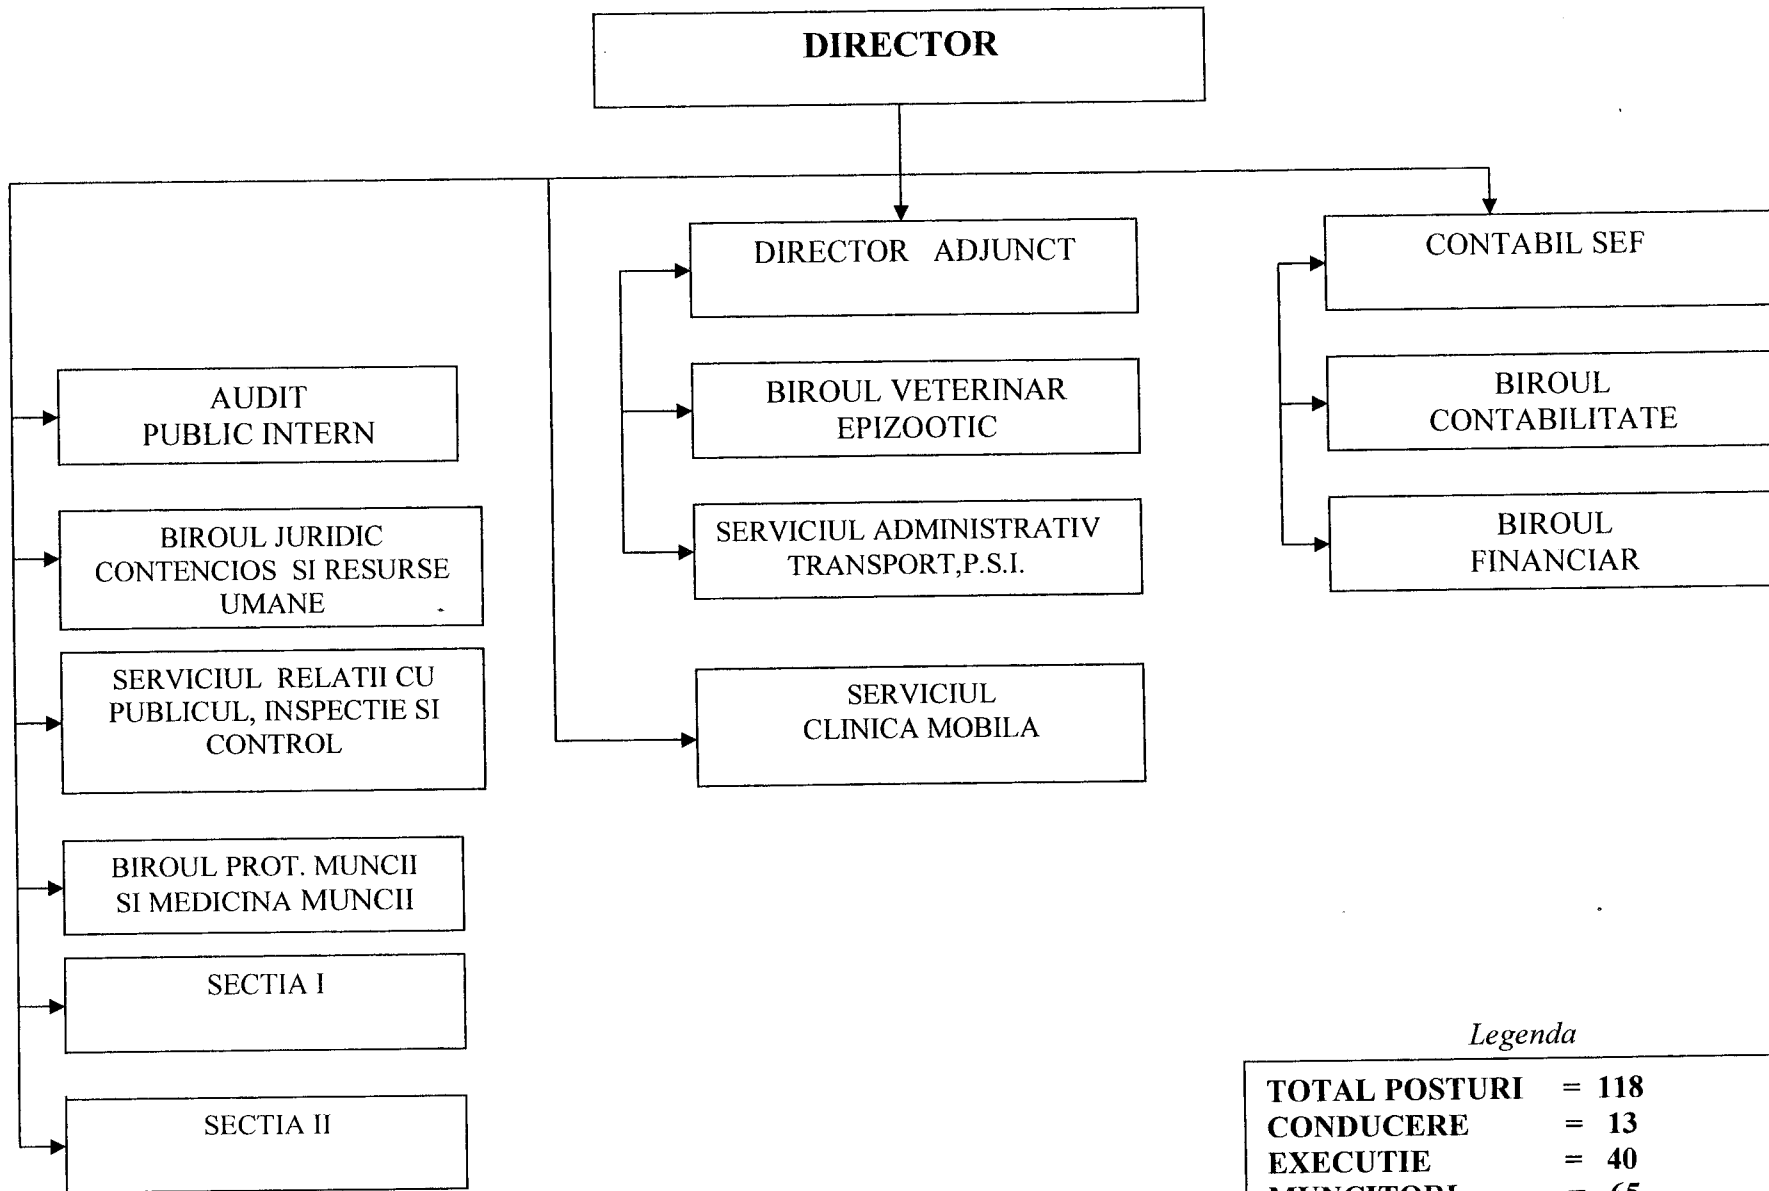 DIRECTOR
DIRECTOR ADJUNCT
CONTABIL SEF
AUDIT
PUBLIC INTERN
BIROUL VETERINAR
EPIZOOTIC
BIROUL
CONTABILITATE
BIROUL JURIDIC
CONTENCIOS SI RESURSE
UMANE
SERVICIUL ADMINISTRATIV
TRANSPORT,P.S.I.
BIROUL
FINANCIAR
SERVICIUL RELATII CU
PUBLICUL, INSPECTIE SI
CONTROL
SERVICIUL
CLINICA MOBILA
BIROUL PROT. MUNCII
SI MEDICINA MUNCII
SECTIA I
SECTIA II
Legenda
TOTAL POSTURI = 118
CONDUCERE = 13
EXECUTIE = 40
MUNCITORI = 65